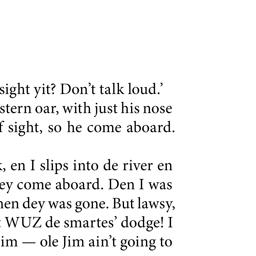 sight yit? Don’t talk loud.’
stern oar, with just his nose
f sight, so he come aboard.
, en I slips into de river en
ey come aboard. Den I was
en dey was gone. But lawsy,
WUZ de smartes’ dodge! I
im — ole Jim ain’t going to